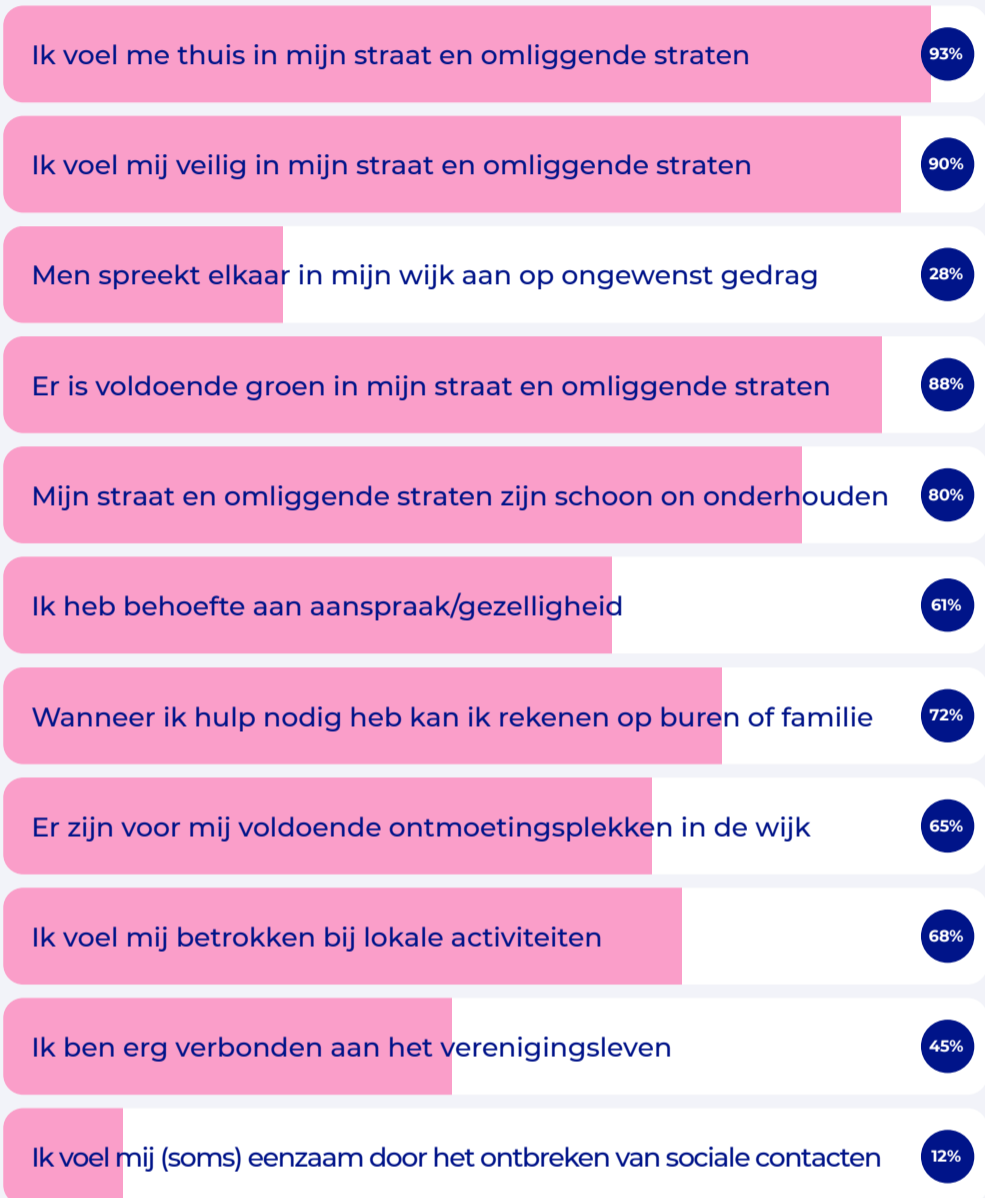 Ik voel me thuis in mijn straat en omliggende straten 93%
Ik voel mij veilig in mijn straat en omliggende straten 90%
Men spreekt elkaar in mijn wijk aan op ongewenst gedrag 28%
Er is voldoende groen in mijn straat en omliggende straten 88%
Mijn straat en omliggende straten zijn schoon on onderhouden 80%
Ik heb behoefte aan aanspraak/gezelligheid 61%
Wanneer ik hulp nodig heb kan ik rekenen op buren of familie 72%
Er zijn voor mij voldoende ontmoetingsplekken in de wijk 65%
Ik voel mij betrokken bij lokale activiteiten 68%
Ik ben erg verbonden aan het verenigingsleven 45%
Ik voel mij (soms) eenzaam door het ontbreken van sociale contacten 12%